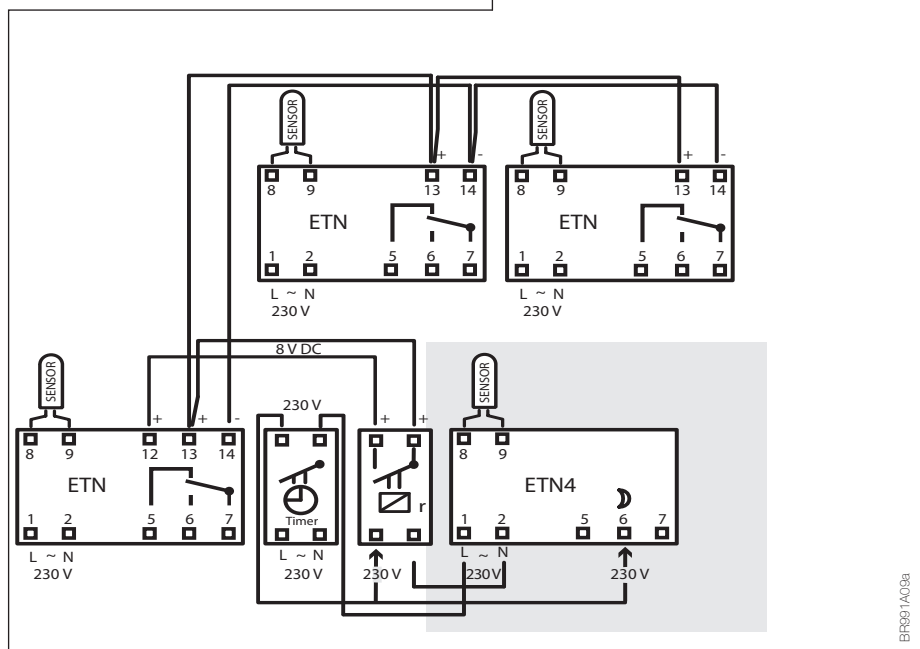 SENSOR
SENSOR
+ - + -
8 9 13 14 8 9 13 14
ETN ETN
1 2 5 6 7 1 2 5 6 7
L ~ N L ~ N
230 V 230 V
8 V DC
SENSOR
SENSOR
230 V
+ + - + +
8 9 12 13 14 8 9
ETN ETN4
r
1 2 5 6 7 Timer 1 2 5 6 7
L ~ N L ~ N L ~ N
230 V 230 V 230 V 230V 230 V
BR991A09a